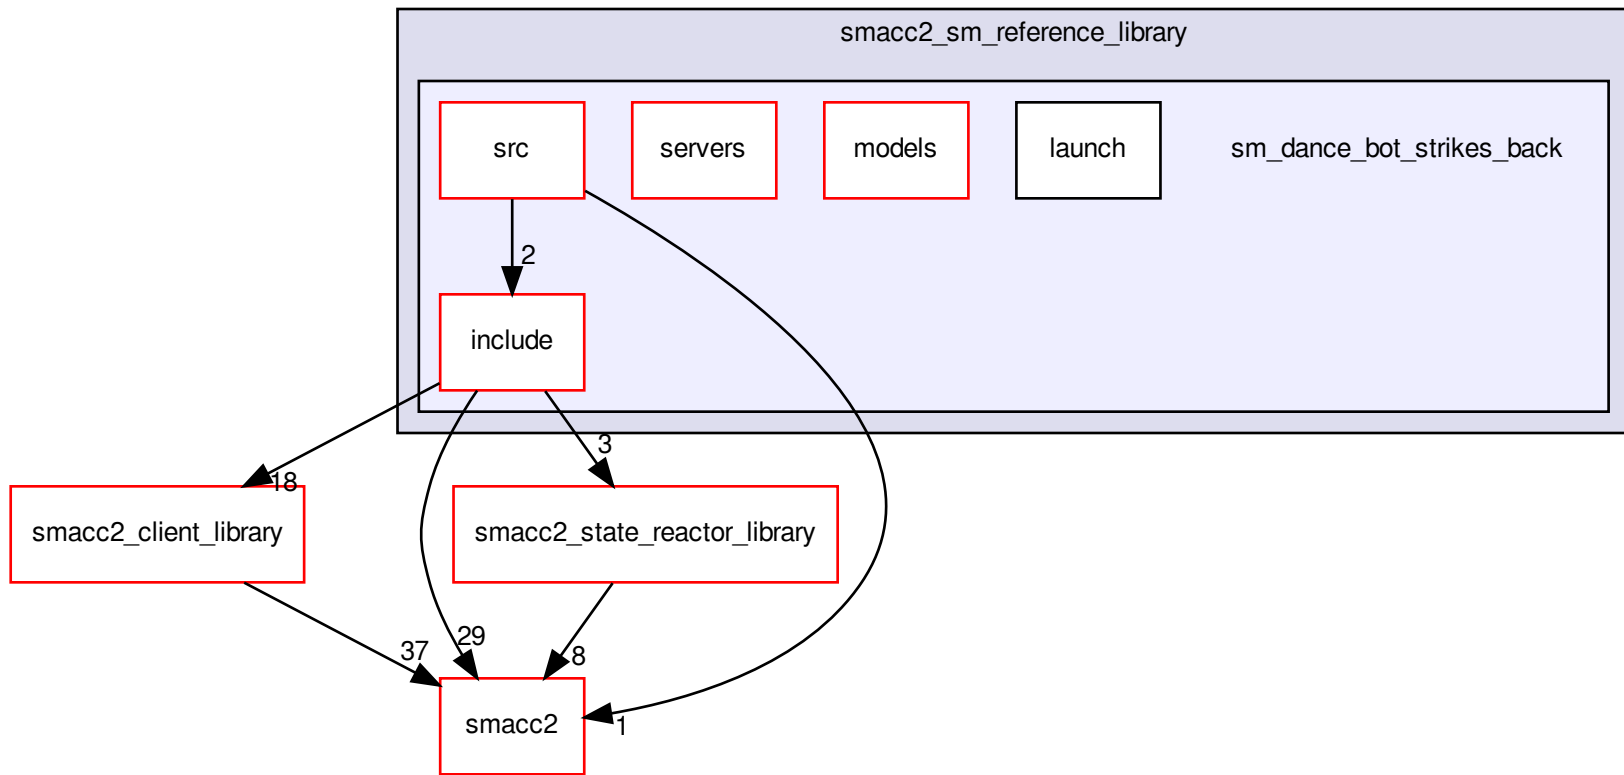 smacc2_sm_reference_library
src
servers
models
launch
sm_dance_bot_strikes_back
2
include
3
18
smacc2_client_library
smacc2_state_reactor_library
37
29
8
smacc2
1